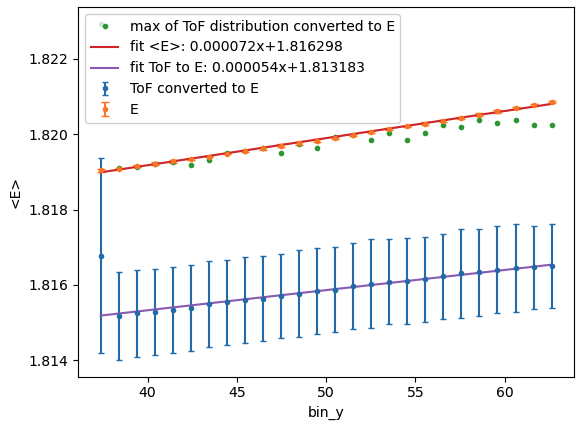 max of ToF distribution converted to E
fit <E>: 0.000072x+1.816298
fit ToF to E: 0.000054x+1.813183
ToF converted to E
E
1.822
1.820
1.818
1.816
1.814
<E>
40 45 50 55 60
bin_y